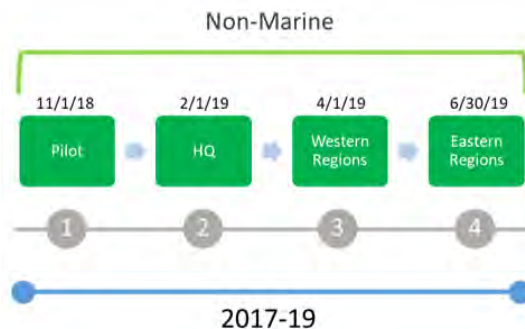 Non-Marine
11/1/18
2/1/19
4/1/19
6/30/19
Pilot
HQ
Western
Regions
Eastern
Regions
1
2
3
4
2017-19